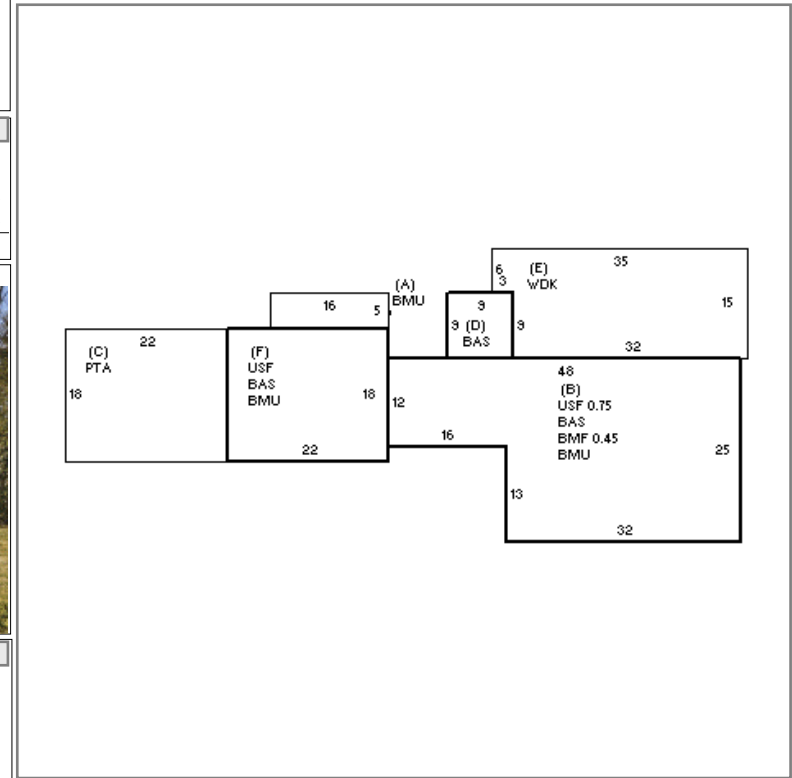 35
6
3
(E)
WDK
15
32
(A)
BMU
16
5
9
9
(D)
BAS
9
22
(C)
PTA
18
(F)
USF
BAS
BMU
18
22
48
(B)
USF 0.75
BAS
BMF 0.45
BMU
12
16
25
13
32